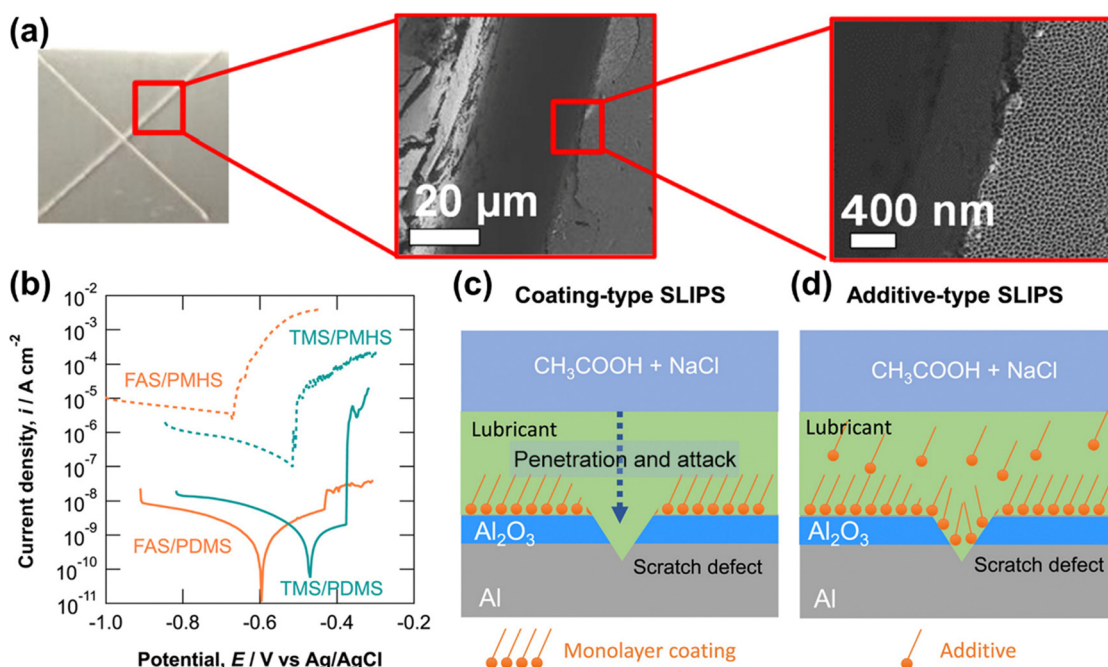 (a)
20 µm
400 nm
(b)
10⁻²
10⁻³
10⁻⁴
10⁻⁵
10⁻⁶
10⁻⁷
10⁻⁸
10⁻⁹
10⁻¹⁰
10⁻¹¹
Current density, i / A cm⁻²
TMS/PMHS
FAS/PMHS
FAS/PDMS
TMS/PDMS
-1.0 -0.8 -0.6 -0.4 -0.2
Potential, E / V vs Ag/AgCl
(c) Coating-type SLIPS
CH₃COOH + NaCl
Lubricant
Penetration and attack
Al₂O₃
Scratch defect
Al
Monolayer coating
(d) Additive-type SLIPS
CH₃COOH + NaCl
Lubricant
Al₂O₃
Scratch defect
Al
Additive